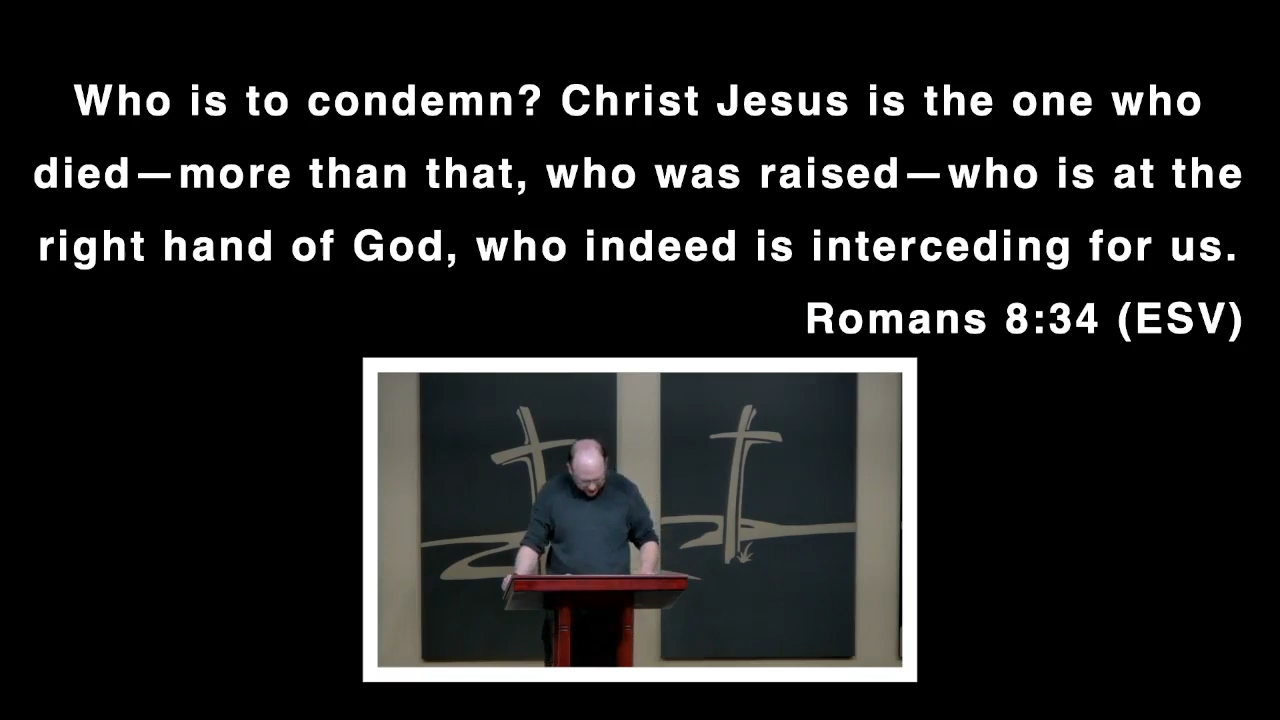 Who is to condemn? Christ Jesus is the one who
died—more than that, who was raised—who is at the
right hand of God, who indeed is interceding for us.
Romans 8:34 (ESV)